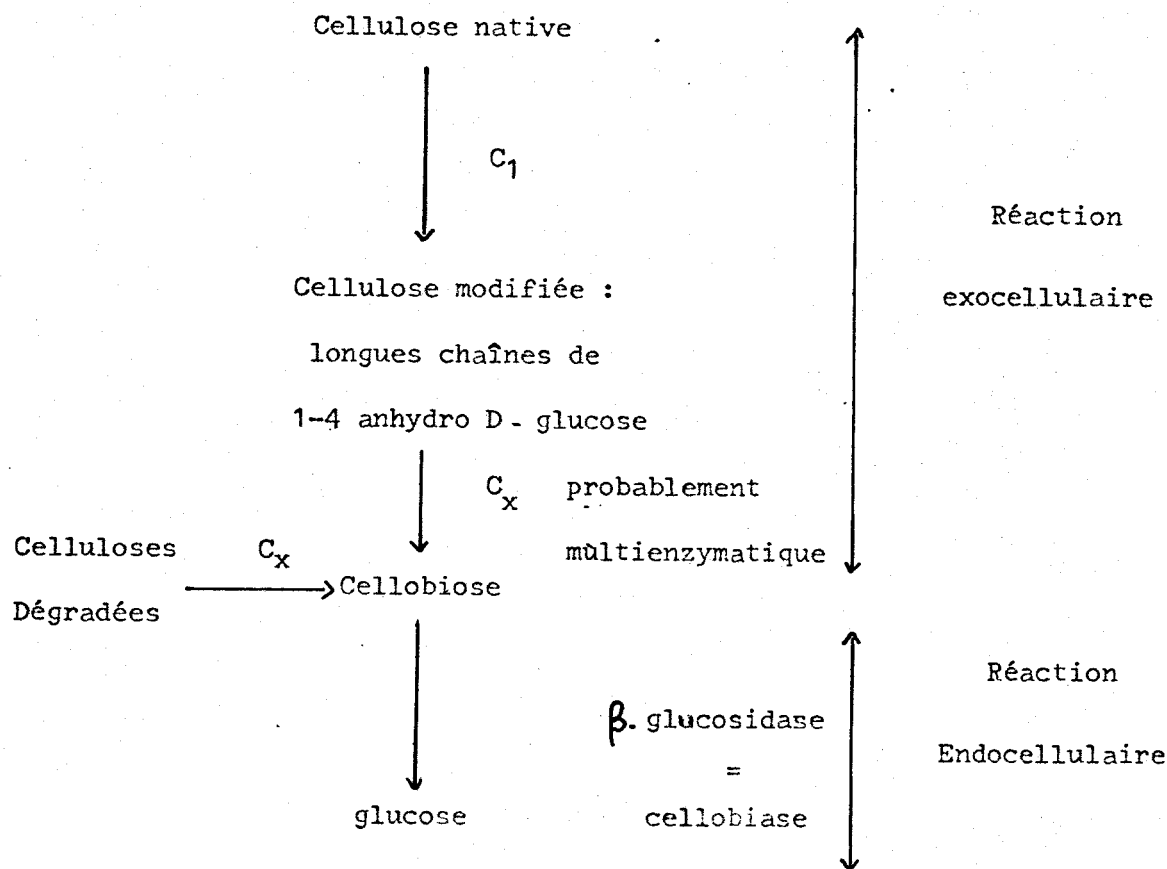 Cellulose native
C1
Réaction
exocellulaire
Cellulose modifiée :
longues chaînes de
1-4 anhydro D - glucose
Cx probablement
multienzymatique
Celluloses
Dégradées
Cx
Cellobiose
Réaction
Endocellulaire
β. glucosidase
=
cellobiase
glucose